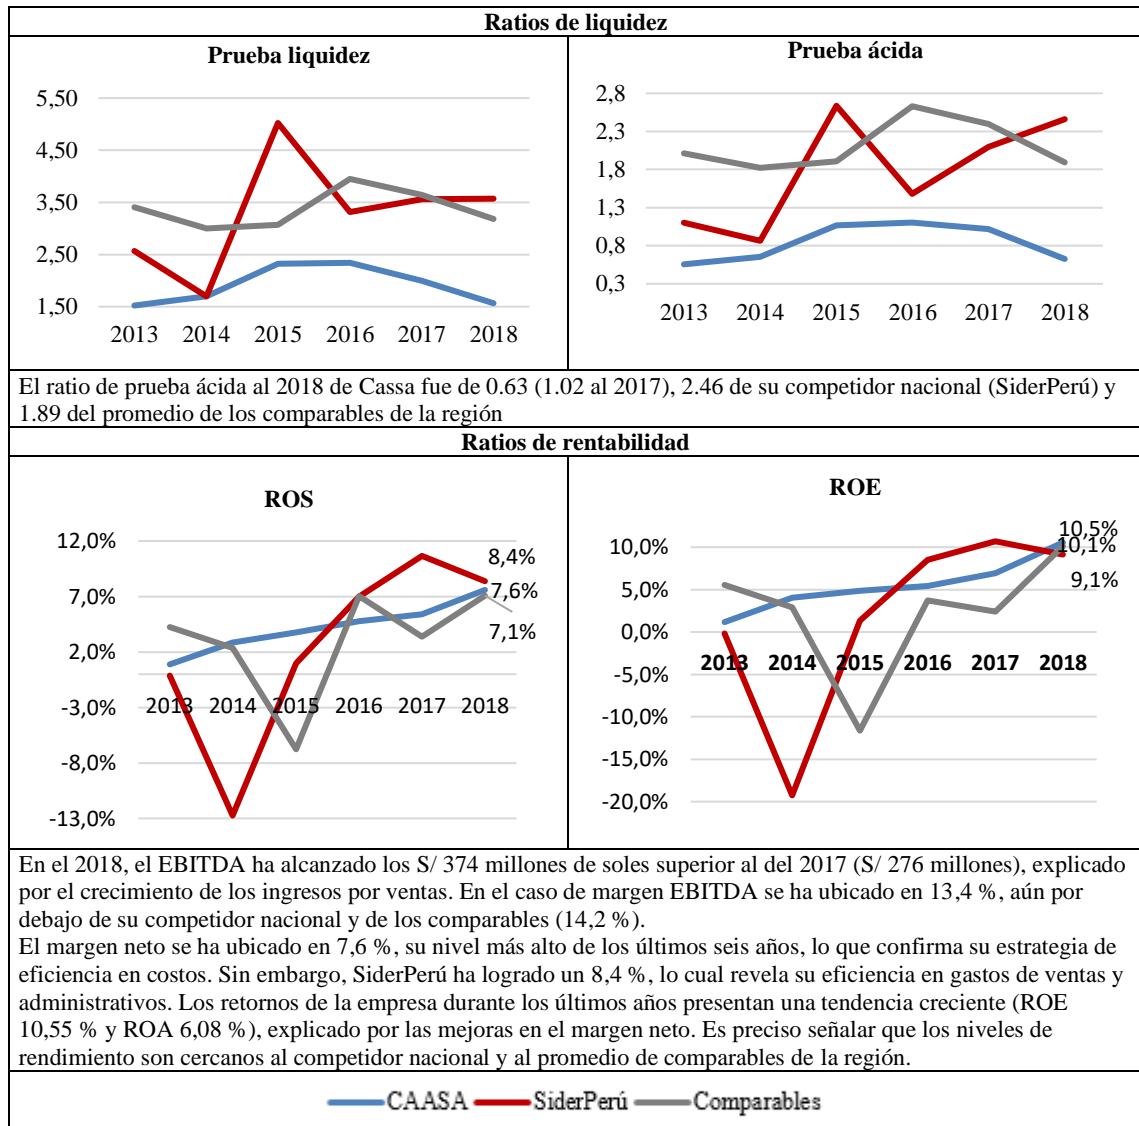 Ratios de liquidez
Prueba liquidez
5,50
4,50
3,50
2,50
1,50
2013 2014 2015 2016 2017 2018
Prueba ácida
2,8
2,3
1,8
1,3
0,8
0,3
2013 2014 2015 2016 2017 2018
El ratio de prueba ácida al 2018 de Cassa fue de 0.63 (1.02 al 2017), 2.46 de su competidor nacional (SiderPerú) y
1.89 del promedio de los comparables de la región
Ratios de rentabilidad
ROS
12,0%
7,0%
2,0%
-3,0%
-8,0%
-13,0%
2013 2014 2015 2016 2017 2018
8,4%
7,6%
7,1%
ROE
10,0%
5,0%
0,0%
-5,0%
-10,0%
-15,0%
-20,0%
2013 2014 2015 2016 2017 2018
10,5%
10,1%
9,1%
En el 2018, el EBITDA ha alcanzado los S/ 374 millones de soles superior al del 2017 (S/ 276 millones), explicado
por el crecimiento de los ingresos por ventas. En el caso de margen EBITDA se ha ubicado en 13,4 %, aún por
debajo de su competidor nacional y de los comparables (14,2 %).
El margen neto se ha ubicado en 7,6 %, su nivel más alto de los últimos seis años, lo que confirma su estrategia de
eficiencia en costos. Sin embargo, SiderPerú ha logrado un 8,4 %, lo cual revela su eficiencia en gastos de ventas y
administrativos. Los retornos de la empresa durante los últimos años presentan una tendencia creciente (ROE
10,55 % y ROA 6,08 %), explicado por las mejoras en el margen neto. Es preciso señalar que los niveles de
rendimiento son cercanos al competidor nacional y al promedio de comparables de la región.
CAASA SiderPerú Comparables